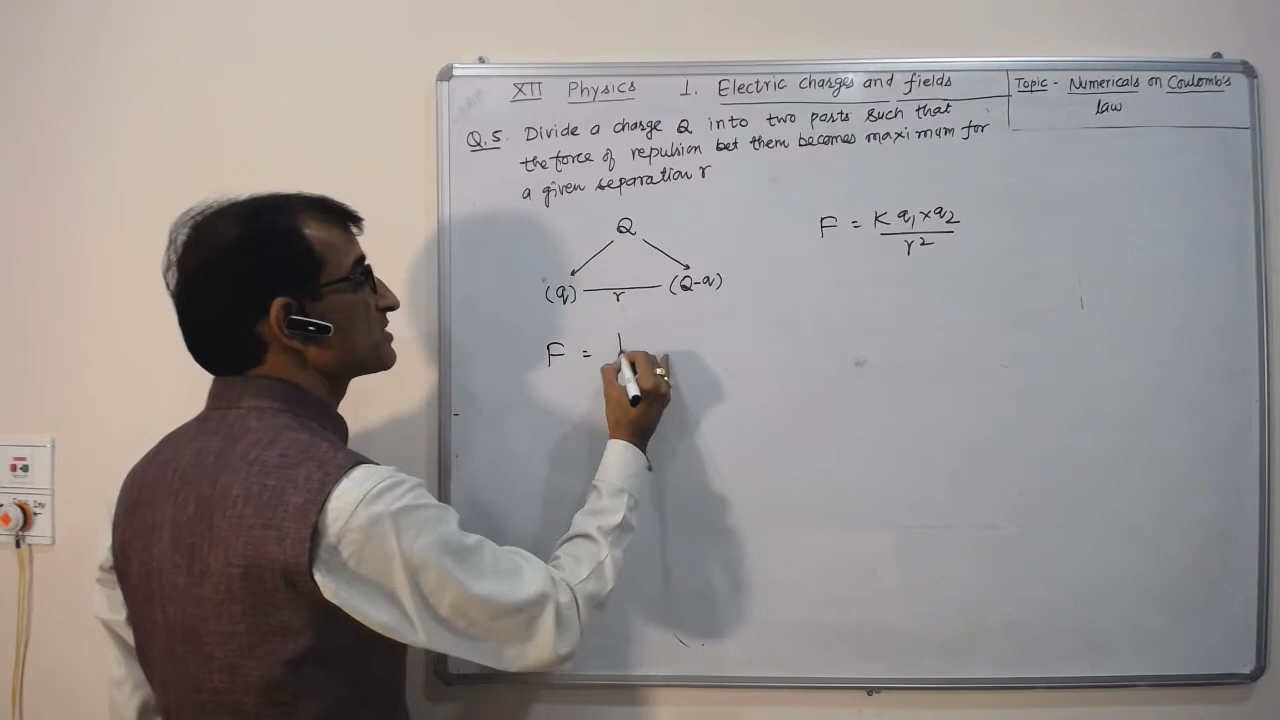 XII Physics 1. Electric charges and fields
Topic - Numericals on Coulomb's
law
Q.5. Divide a charge Q into two parts such that
the force of repulsion bet them becomes maximum for
a given separation r
Q
(q) r (Q-q)
F = K q₁×q₂
r²
F =